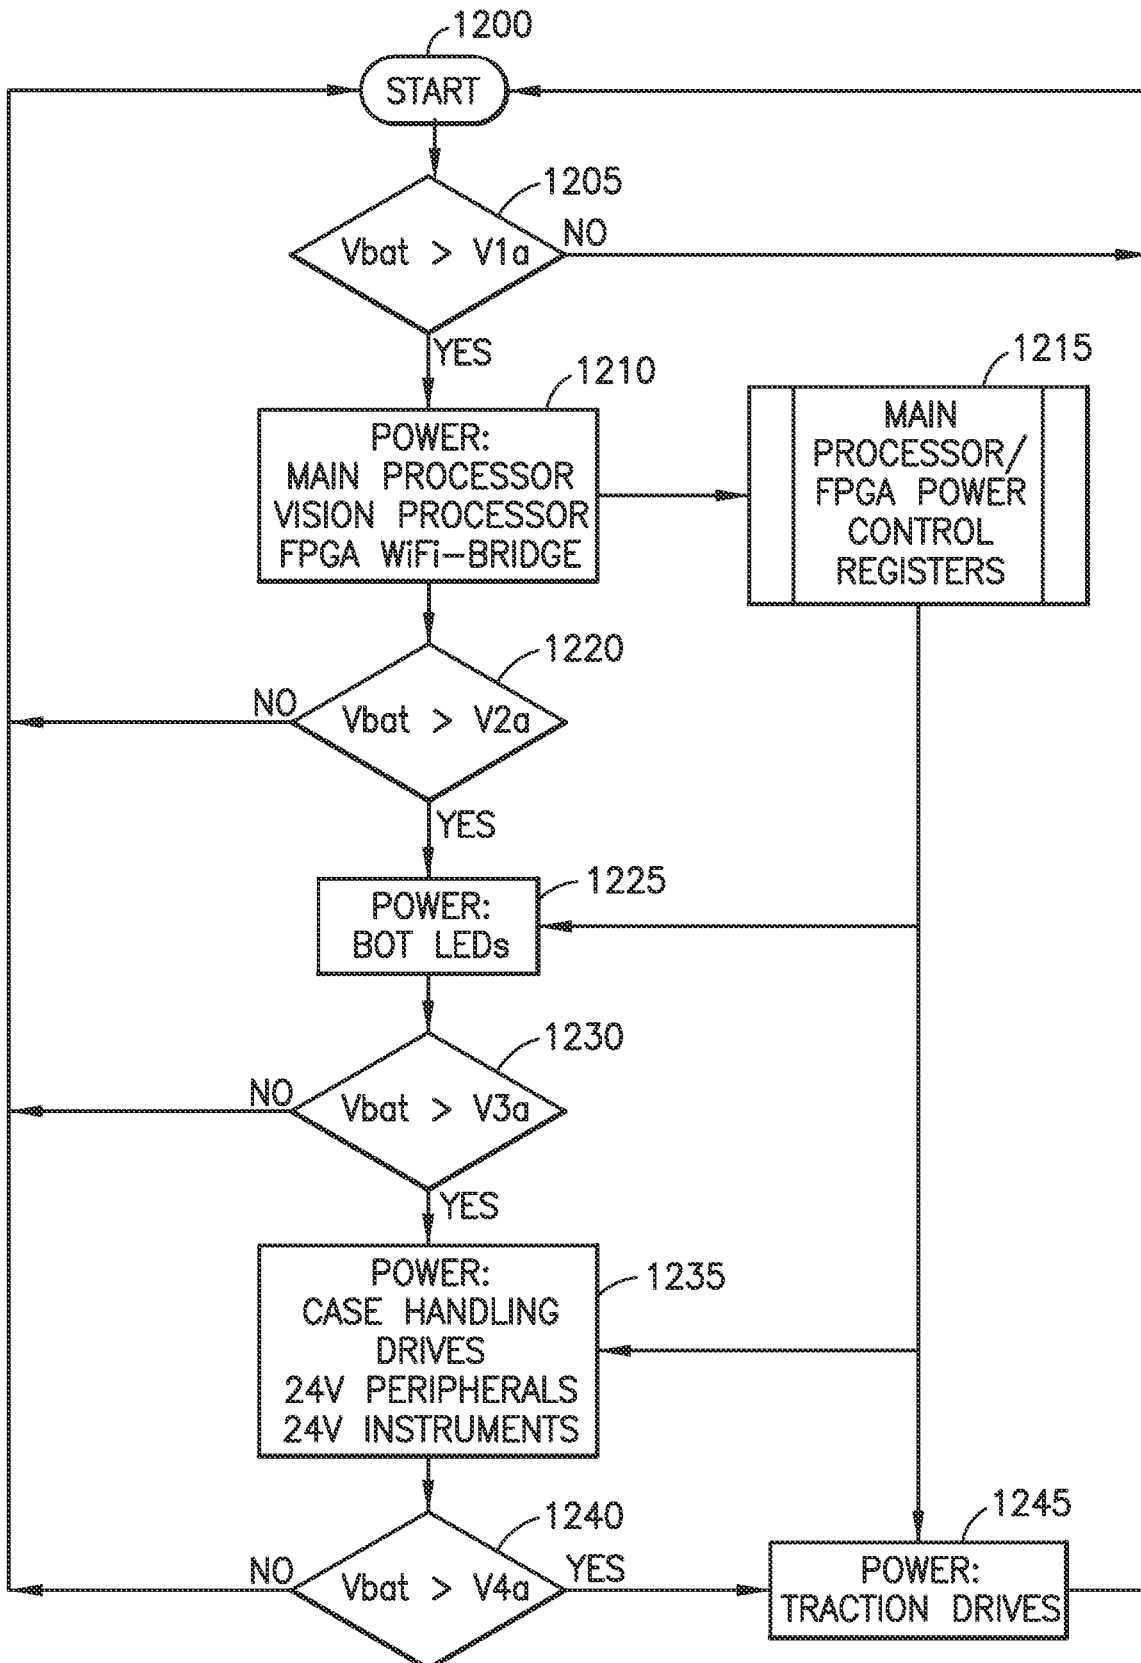 1200
START
1205
Vbat > V1a
NO
YES
1210
POWER:
MAIN PROCESSOR
VISION PROCESSOR
FPGA WiFi-BRIDGE
1215
MAIN
PROCESSOR/
FPGA POWER
CONTROL
REGISTERS
1220
NO
Vbat > V2a
YES
1225
POWER:
BOT LEDs
1230
NO
Vbat > V3a
YES
1235
POWER:
CASE HANDLING
DRIVES
24V PERIPHERALS
24V INSTRUMENTS
1240
NO
Vbat > V4a
YES
1245
POWER:
TRACTION DRIVES